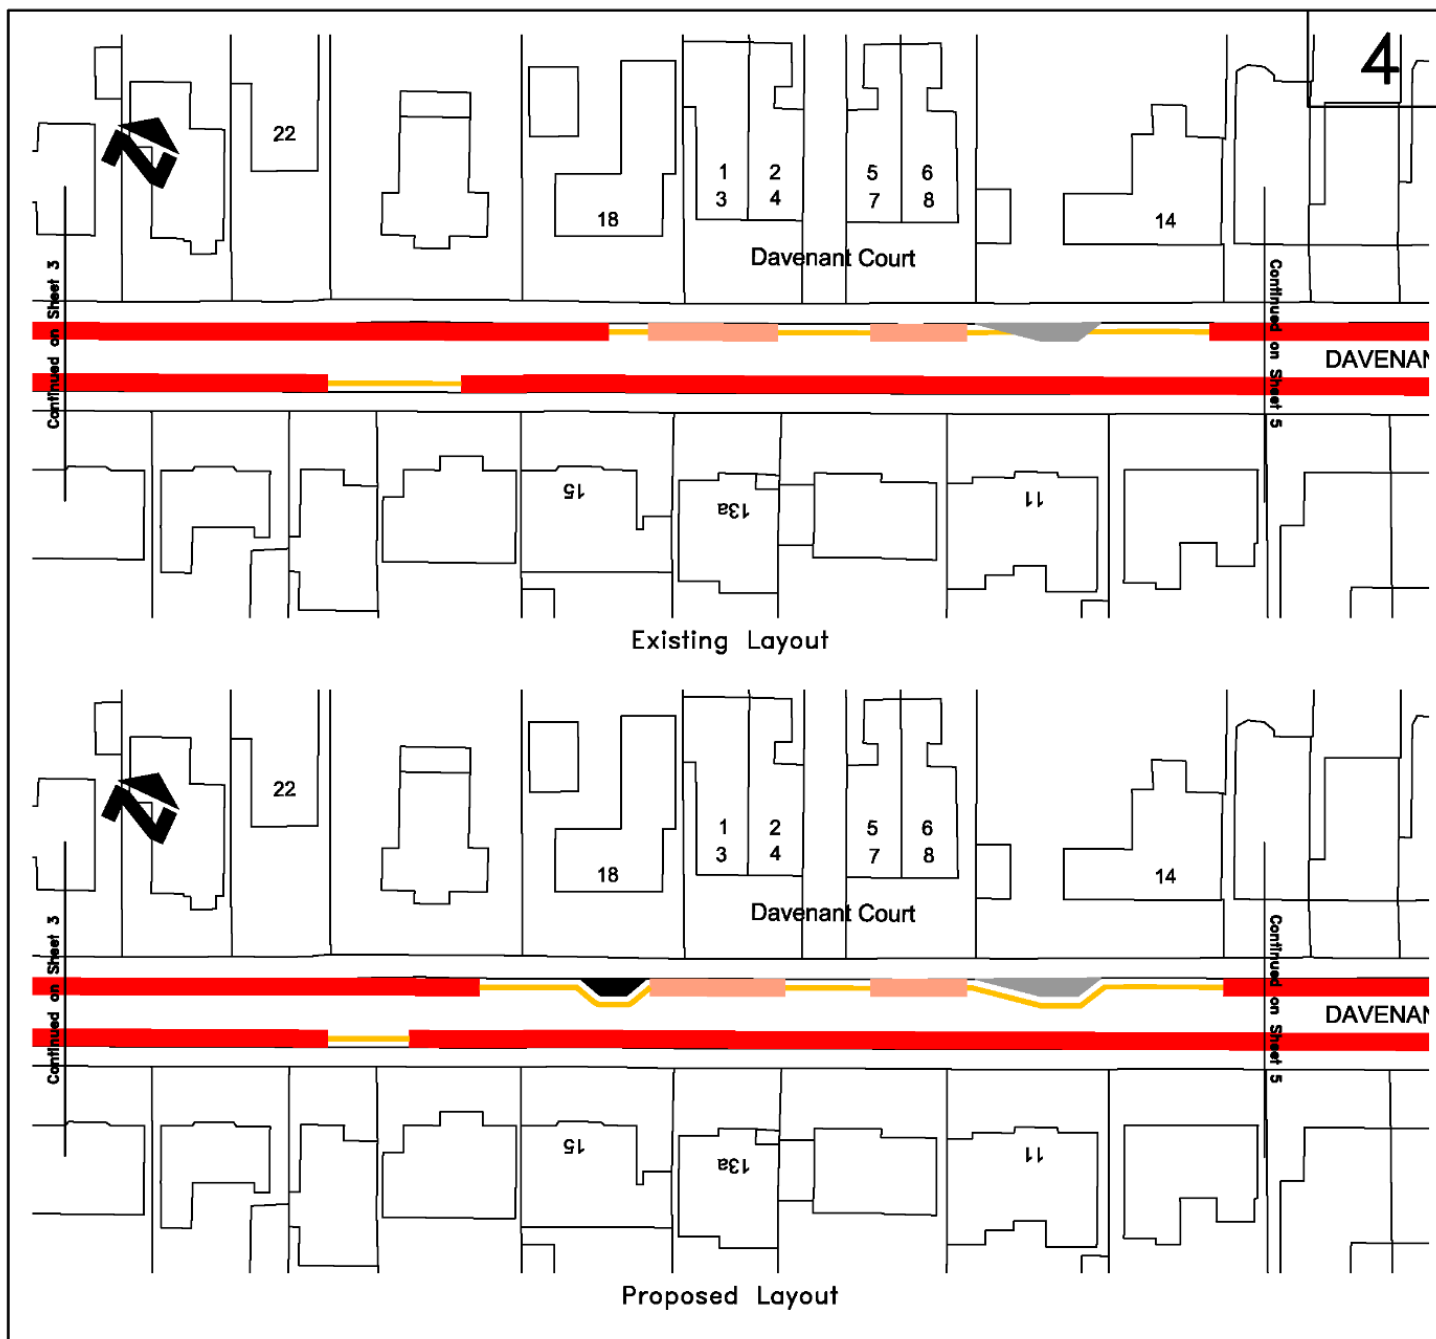 4
22
18
1 2
3 4
5 6
7 8
14
Davenant Court
Continued on Sheet 3
Continued on Sheet 5
DAVENAN
15
13a
11
Existing Layout
22
18
1 2
3 4
5 6
7 8
14
Davenant Court
Continued on Sheet 3
Continued on Sheet 5
DAVENAN
15
13a
11
Proposed Layout